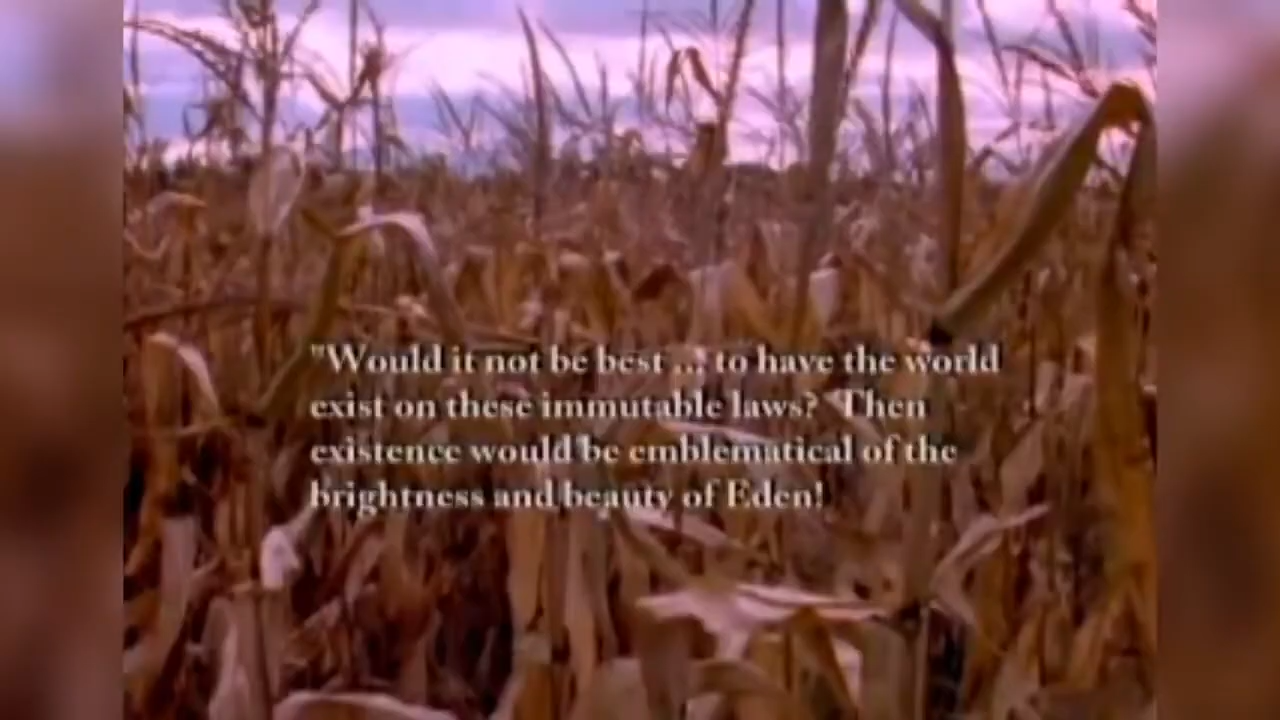 "Would it not be best ... to have the world
exist on these immutable laws?  Then
existence would be emblematical of the
brightness and beauty of Eden!